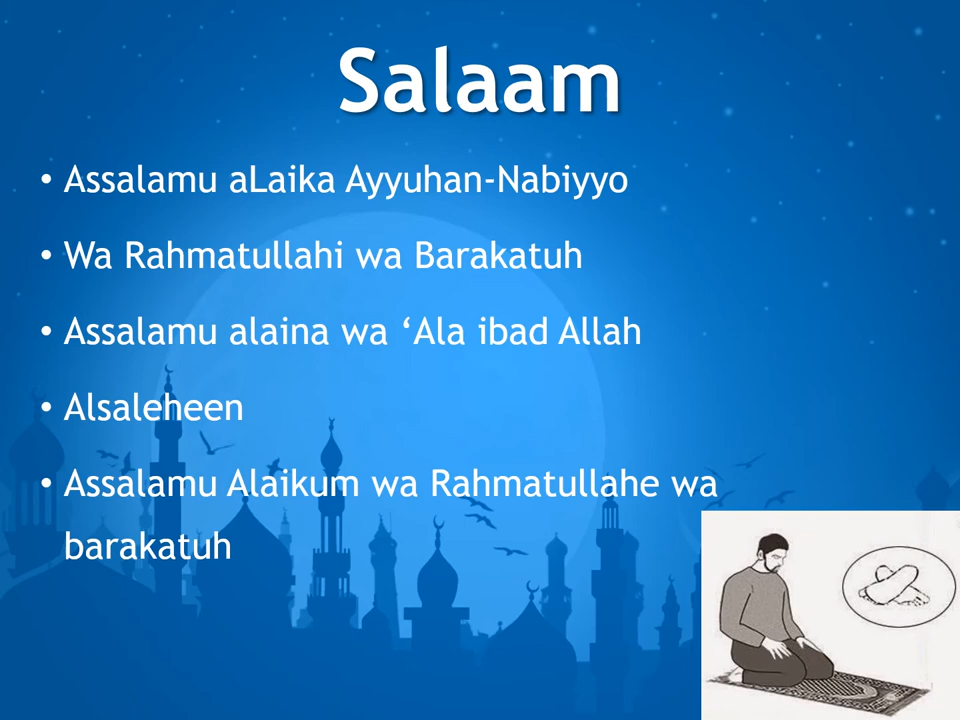 Salaam
• Assalamu aLaika Ayyuhan-Nabiyyo
• Wa Rahmatullahi wa Barakatuh
• Assalamu alaina wa ‘Ala ibad Allah
• Alsaleheen
• Assalamu Alaikum wa Rahmatullahe wa
barakatuh